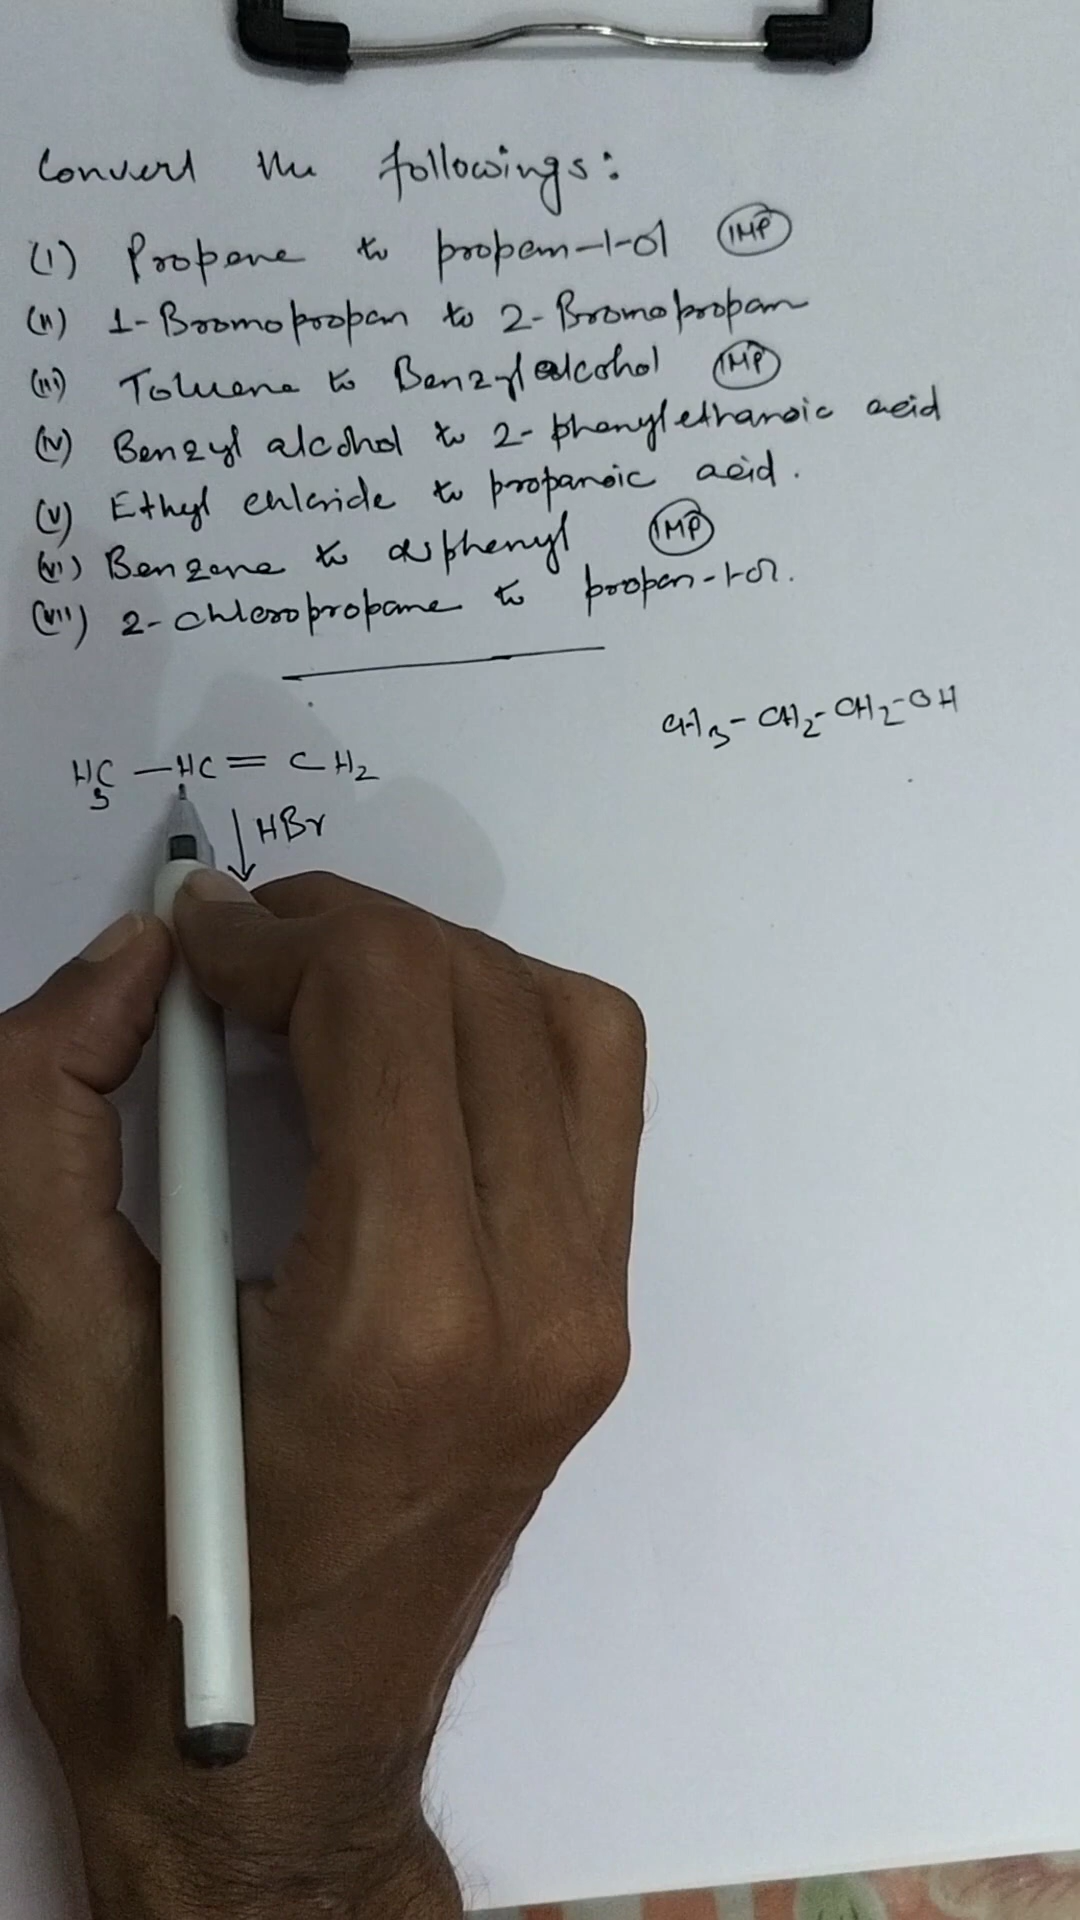 Convert the followings:
(I) Propene to propan-1-ol IMP
(II) 1-Bromopropan to 2-Bromopropan
(III) Toluene to Benzyl alcohol IMP
(IV) Benzyl alcohol to 2-phenylethanoic acid
(V) Ethyl chloride to propanoic acid.
(VI) Benzene to diphenyl IMP
(VII) 2-chloropropane to propan-1-ol.
CH3-CH2-CH2-OH
H3C-HC=CH2
HBr